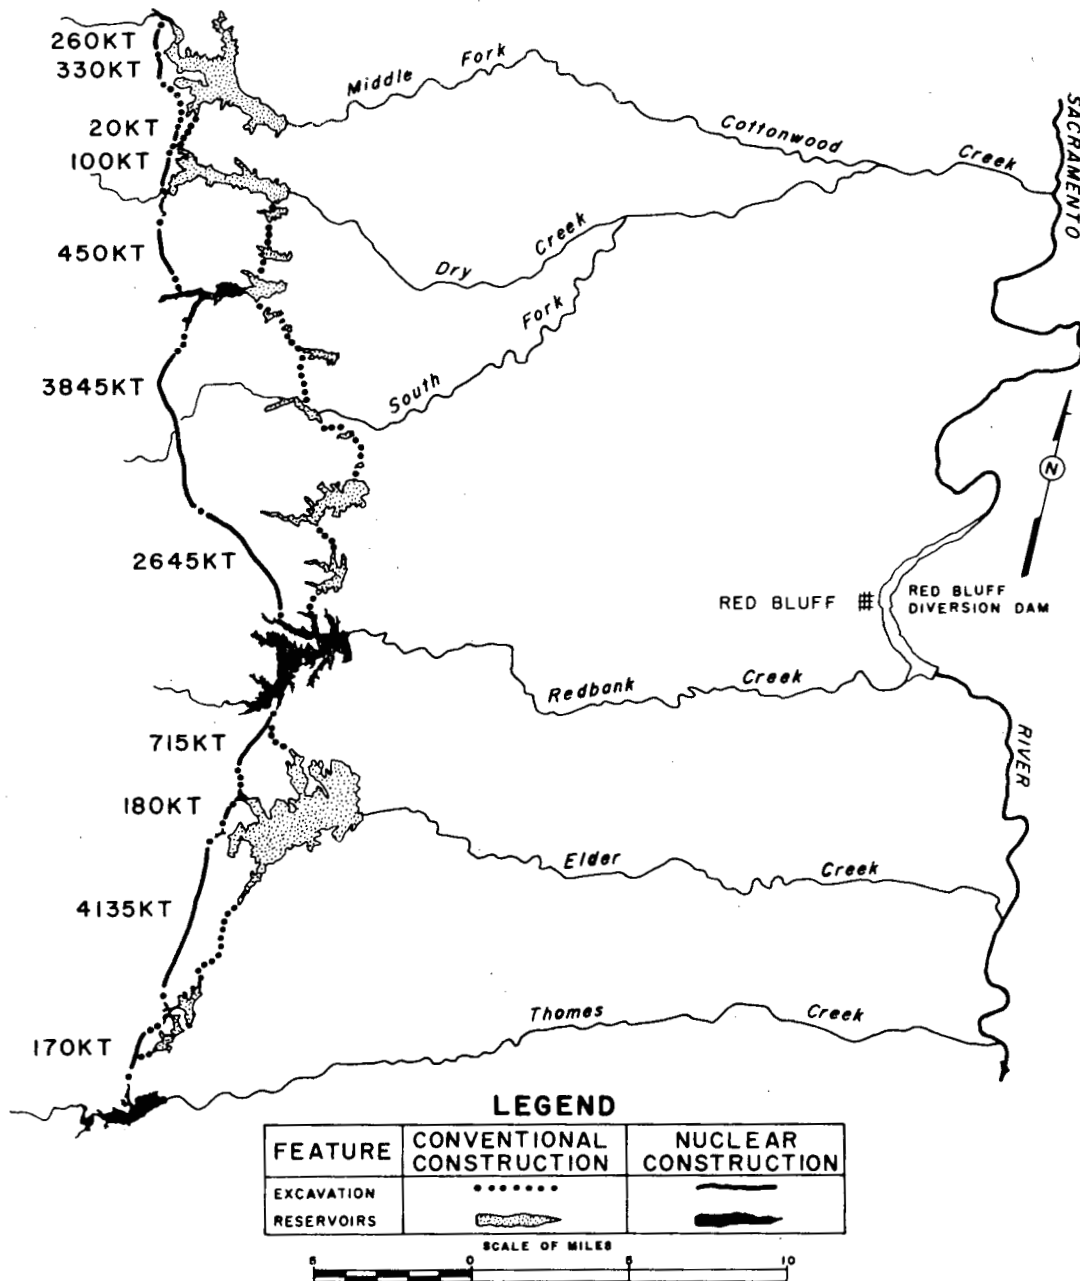 260KT
330KT
20KT
100KT
450KT
3845KT
2645KT
715KT
180KT
4135KT
170KT
Middle Fork
Cottonwood Creek
Dry Creek
South Fork
SACRAMENTO
RIVER
N
RED BLUFF
RED BLUFF
DIVERSION DAM
Redbank Creek
Elder Creek
Thomes Creek
LEGEND
FEATURE
CONVENTIONAL
CONSTRUCTION
NUCLEAR
CONSTRUCTION
EXCAVATION
RESERVOIRS
SCALE OF MILES
5 0 5 10